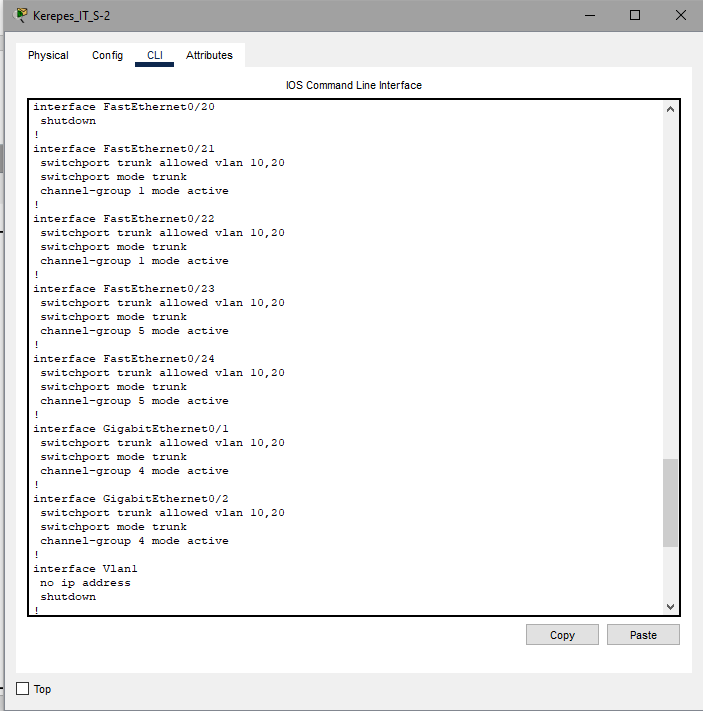 Kerepes_IT_S-2
Physical Config CLI Attributes
IOS Command Line Interface
interface FastEthernet0/20
shutdown
!
interface FastEthernet0/21
switchport trunk allowed vlan 10,20
switchport mode trunk
channel-group 1 mode active
!
interface FastEthernet0/22
switchport trunk allowed vlan 10,20
switchport mode trunk
channel-group 1 mode active
!
interface FastEthernet0/23
switchport trunk allowed vlan 10,20
switchport mode trunk
channel-group 5 mode active
!
interface FastEthernet0/24
switchport trunk allowed vlan 10,20
switchport mode trunk
channel-group 5 mode active
!
interface GigabitEthernet0/1
switchport trunk allowed vlan 10,20
switchport mode trunk
channel-group 4 mode active
!
interface GigabitEthernet0/2
switchport trunk allowed vlan 10,20
switchport mode trunk
channel-group 4 mode active
!
interface Vlan1
no ip address
shutdown
!
Copy Paste
Top